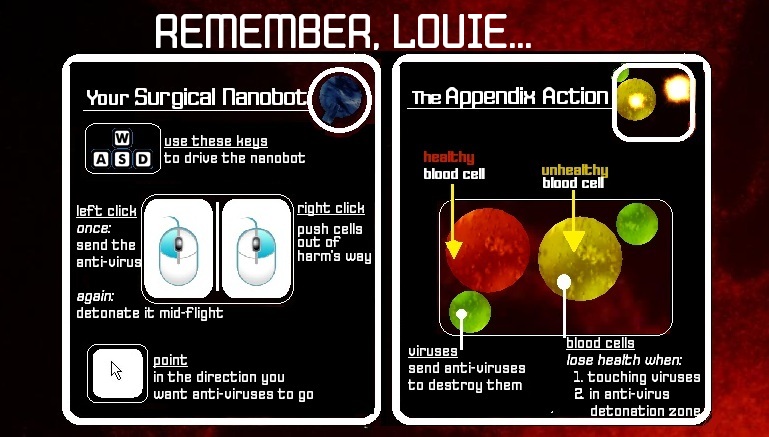 REMEMBER, LOUIE...
Your Surgical Nanobot
W
A S D
use these keys
to drive the nanobot
left click
once:
send the
anti-virus
again:
detonate it mid-flight
right click
push cells
out of
harm's way
point
in the direction you
want anti-viruses to go
The Appendix Action
healthy
blood cell
unhealthy
blood cell
viruses
send anti-viruses
to destroy them
blood cells
lose health when:
1. touching viruses
2. in anti-virus
detonation zone